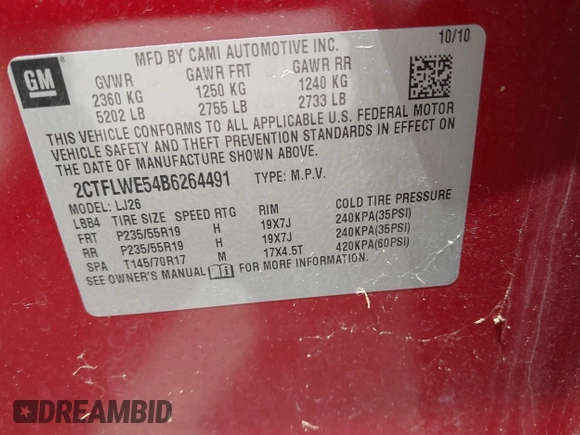 GM
MFD BY CAMI AUTOMOTIVE INC.
10/10
GVWR GAWR FRT GAWR RR
2360 KG 1250 KG 1240 KG
5202 LB 2755 LB 2733 LB
THIS VEHICLE CONFORMS TO ALL APPLICABLE U.S. FEDERAL MOTOR
VEHICLE SAFETY AND THEFT PREVENTION STANDARDS IN EFFECT ON
THE DATE OF MANUFACTURE SHOWN ABOVE.
2CTFLWE54B6264491 TYPE: M.P.V.
MODEL: LJ26
LBB4 TIRE SIZE SPEED RTG RIM COLD TIRE PRESSURE
FRT P235/55R19 H 19X7J 240KPA(35PSI)
RR P235/55R19 H 19X7J 240KPA(35PSI)
SPA T145/70R17 M 17X4.5T 420KPA(60PSI)
SEE OWNER'S MANUAL FOR MORE INFORMATION.
DREAMBID